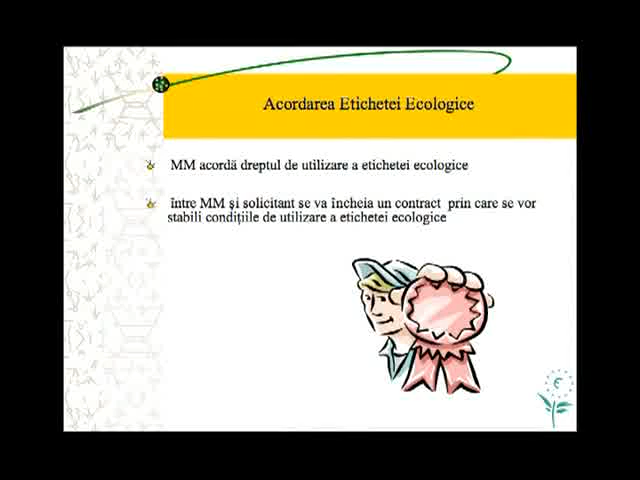 Acordarea Etichetei Ecologice
MM acordă dreptul de utilizare a etichetei ecologice
între MM şi solicitant se va încheia un contract prin care se vor
stabili condiţiile de utilizare a etichetei ecologice
€